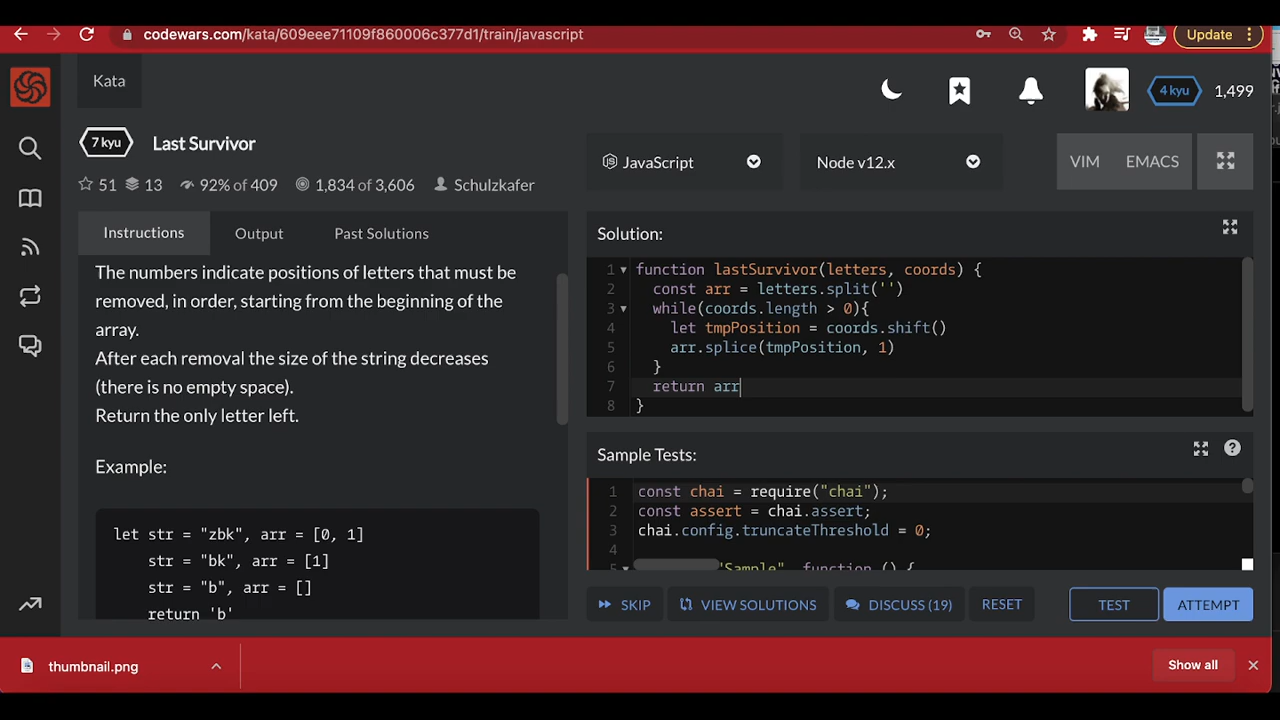 codewars.com/kata/609eee71109f860006c377d1/train/javascript
Update
Kata
4 kyu
1,499
7 kyu
Last Survivor
51 13 92% of 409 1,834 of 3,606 Schulzkafer
JavaScript
Node v12.x
VIM
EMACS
Instructions
Output
Past Solutions
The numbers indicate positions of letters that must be
removed, in order, starting from the beginning of the
array.
After each removal the size of the string decreases
(there is no empty space).
Return the only letter left.
Example:
let str = "zbk", arr = [0, 1]
str = "bk", arr = [1]
str = "b", arr = []
return 'b'
Solution:
1 function lastSurvivor(letters, coords) {
2 const arr = letters.split('')
3 while(coords.length > 0){
4 let tmpPosition = coords.shift()
5 arr.splice(tmpPosition, 1)
6 }
7 return arr
8 }
Sample Tests:
1 const chai = require("chai");
2 const assert = chai.assert;
3 chai.config.truncateThreshold = 0;
4
5 "Sample", function () {
SKIP
VIEW SOLUTIONS
DISCUSS (19)
RESET
TEST
ATTEMPT
thumbnail.png
Show all